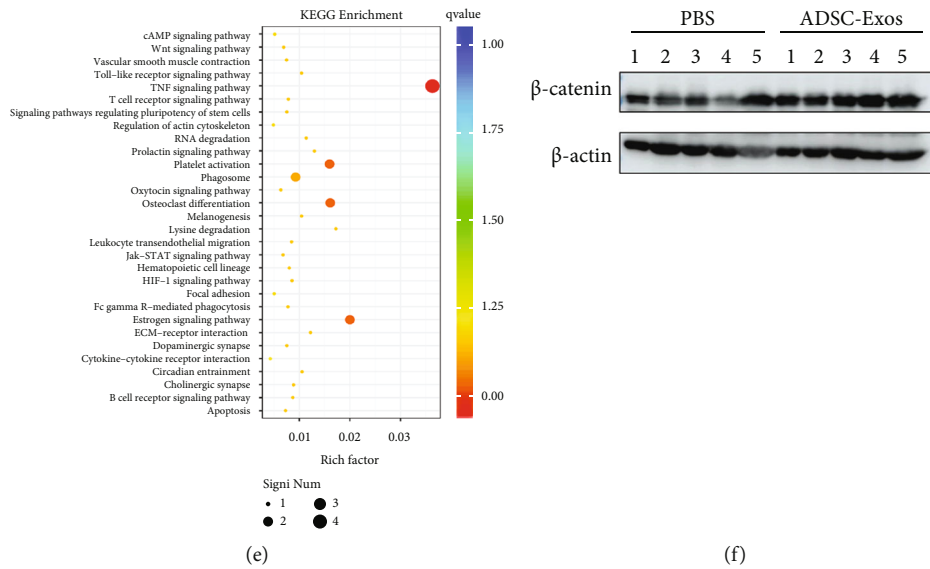 KEGG Enrichment
cAMP signaling pathway
Wnt signaling pathway
Vascular smooth muscle contraction
Toll–like receptor signaling pathway
TNF signaling pathway
T cell receptor signaling pathway
Signaling pathways regulating pluripotency of stem cells
Regulation of actin cytoskeleton
RNA degradation
Prolactin signaling pathway
Platelet activation
Phagosome
Oxytocin signaling pathway
Osteoclast differentiation
Melanogenesis
Lysine degradation
Leukocyte transendothelial migration
Jak–STAT signaling pathway
Hematopoietic cell lineage
HIF–1 signaling pathway
Focal adhesion
Fc gamma R–mediated phagocytosis
Estrogen signaling pathway
ECM–receptor interaction
Dopaminergic synapse
Cytokine–cytokine receptor interaction
Circadian entrainment
Cholinergic synapse
B cell receptor signaling pathway
Apoptosis
0.01 0.02 0.03
Rich factor
qvalue
1.00
1.75
1.50
1.25
0.00
Signi Num
1 3
2 4
(e)
PBS ADSC-Exos
1 2 3 4 5 1 2 3 4 5
β-catenin
β-actin
(f)